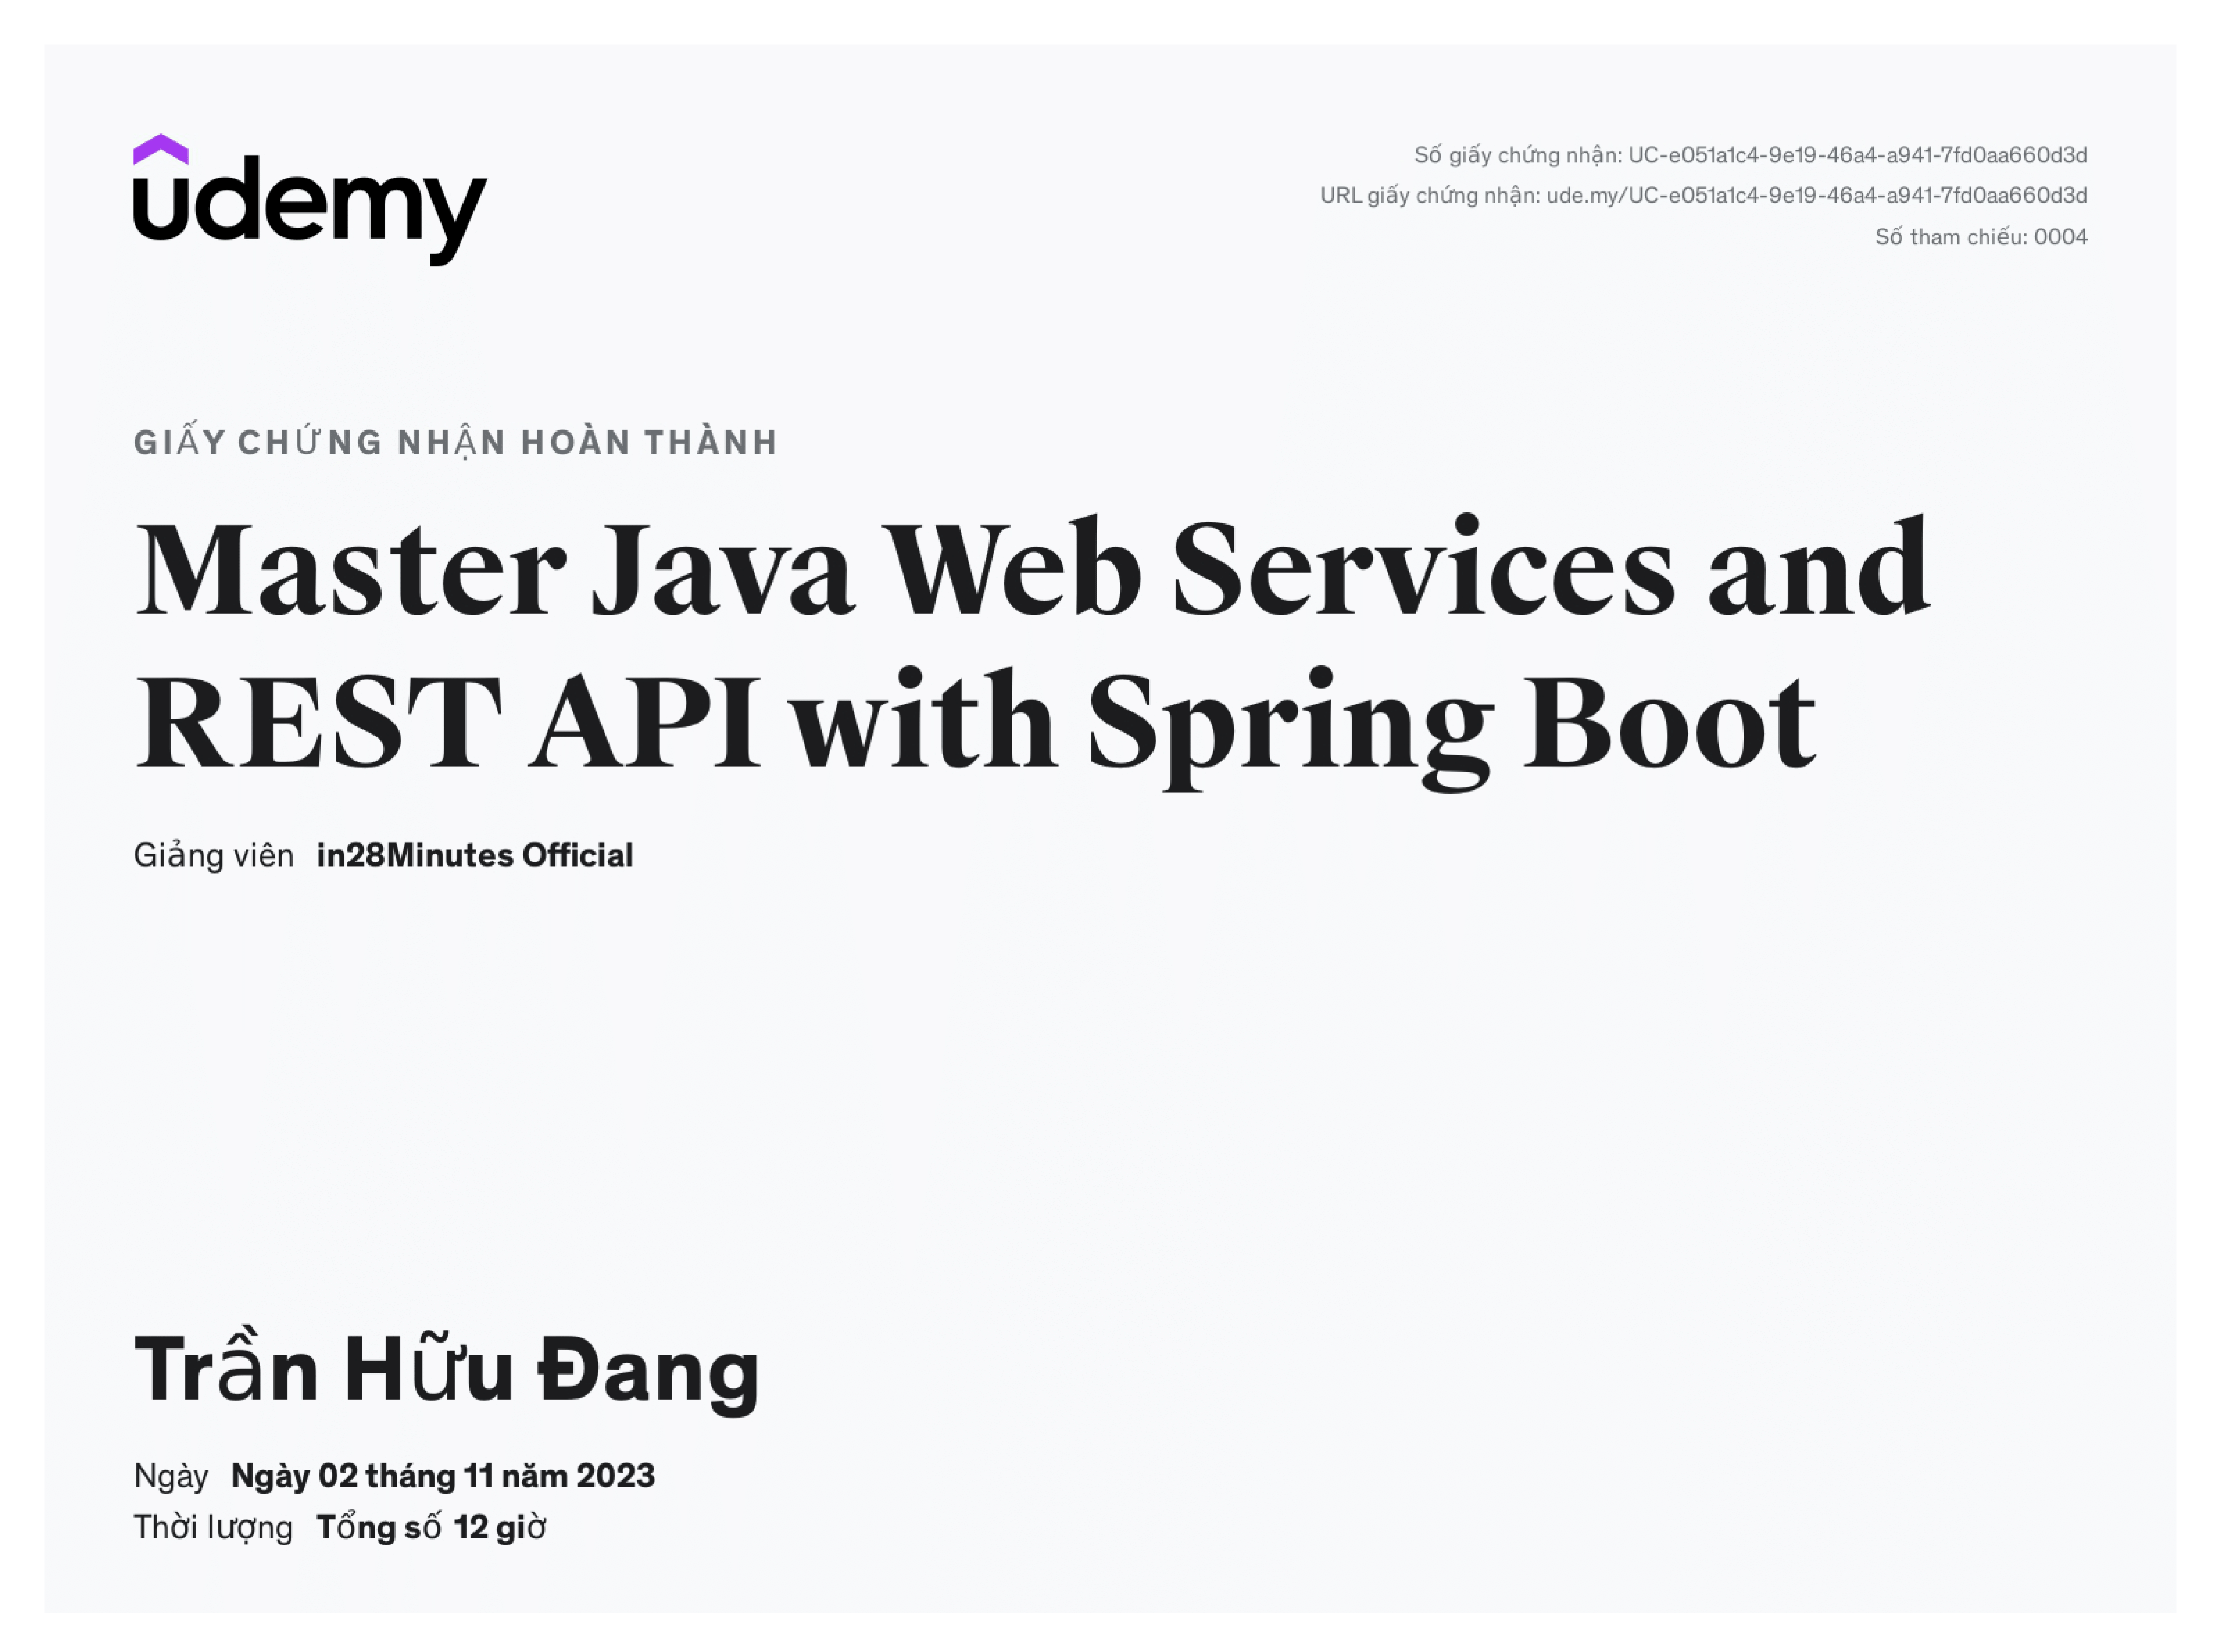 udemy
Số giấy chứng nhận: UC-e051a1c4-9e19-46a4-a941-7fd0aa660d3d
URL giấy chứng nhận: ude.my/UC-e051a1c4-9e19-46a4-a941-7fd0aa660d3d
Số tham chiếu: 0004
GIẤY CHỨNG NHẬN HOÀN THÀNH
Master Java Web Services and
REST API with Spring Boot
Giảng viên in28Minutes Official
Trần Hữu Đang
Ngày Ngày 02 tháng 11 năm 2023
Thời lượng Tổng số 12 giờ